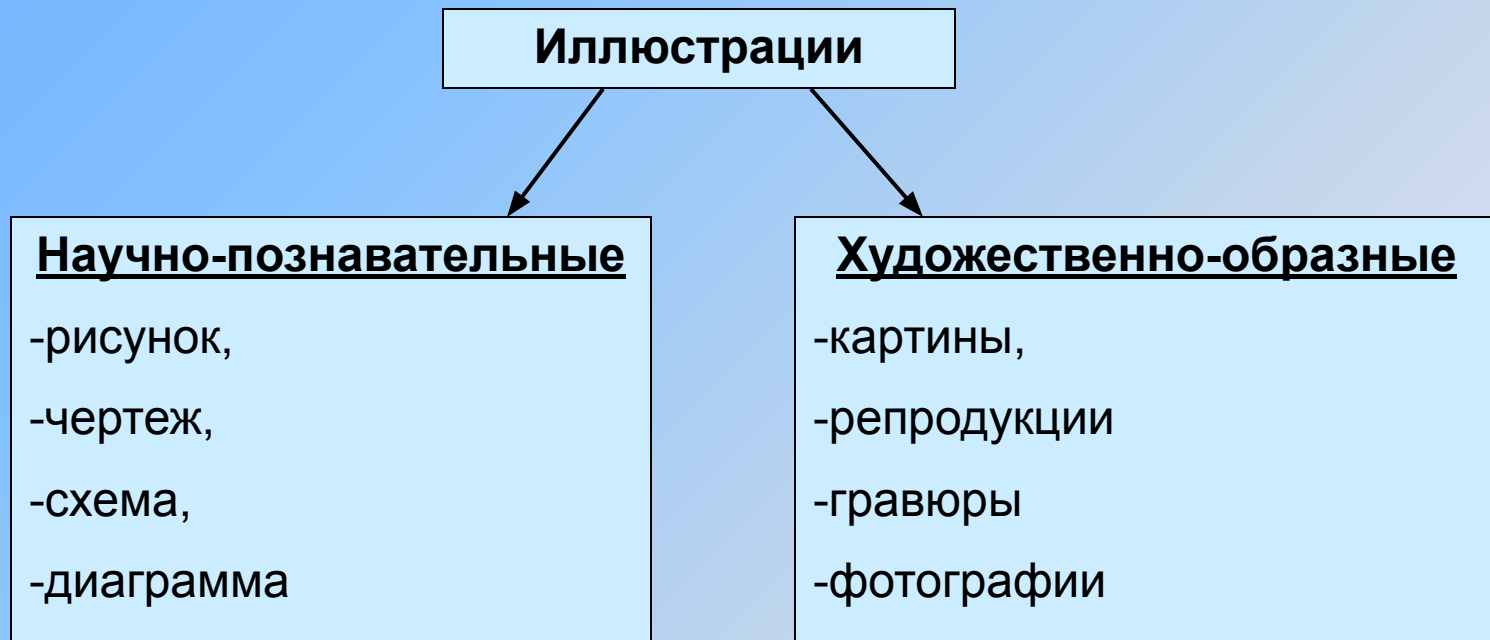 Иллюстрации
Научно-познавательные
-рисунок,
-чертеж,
-схема,
-диаграмма
Художественно-образные
-картины,
-репродукции
-гравюры
-фотографии